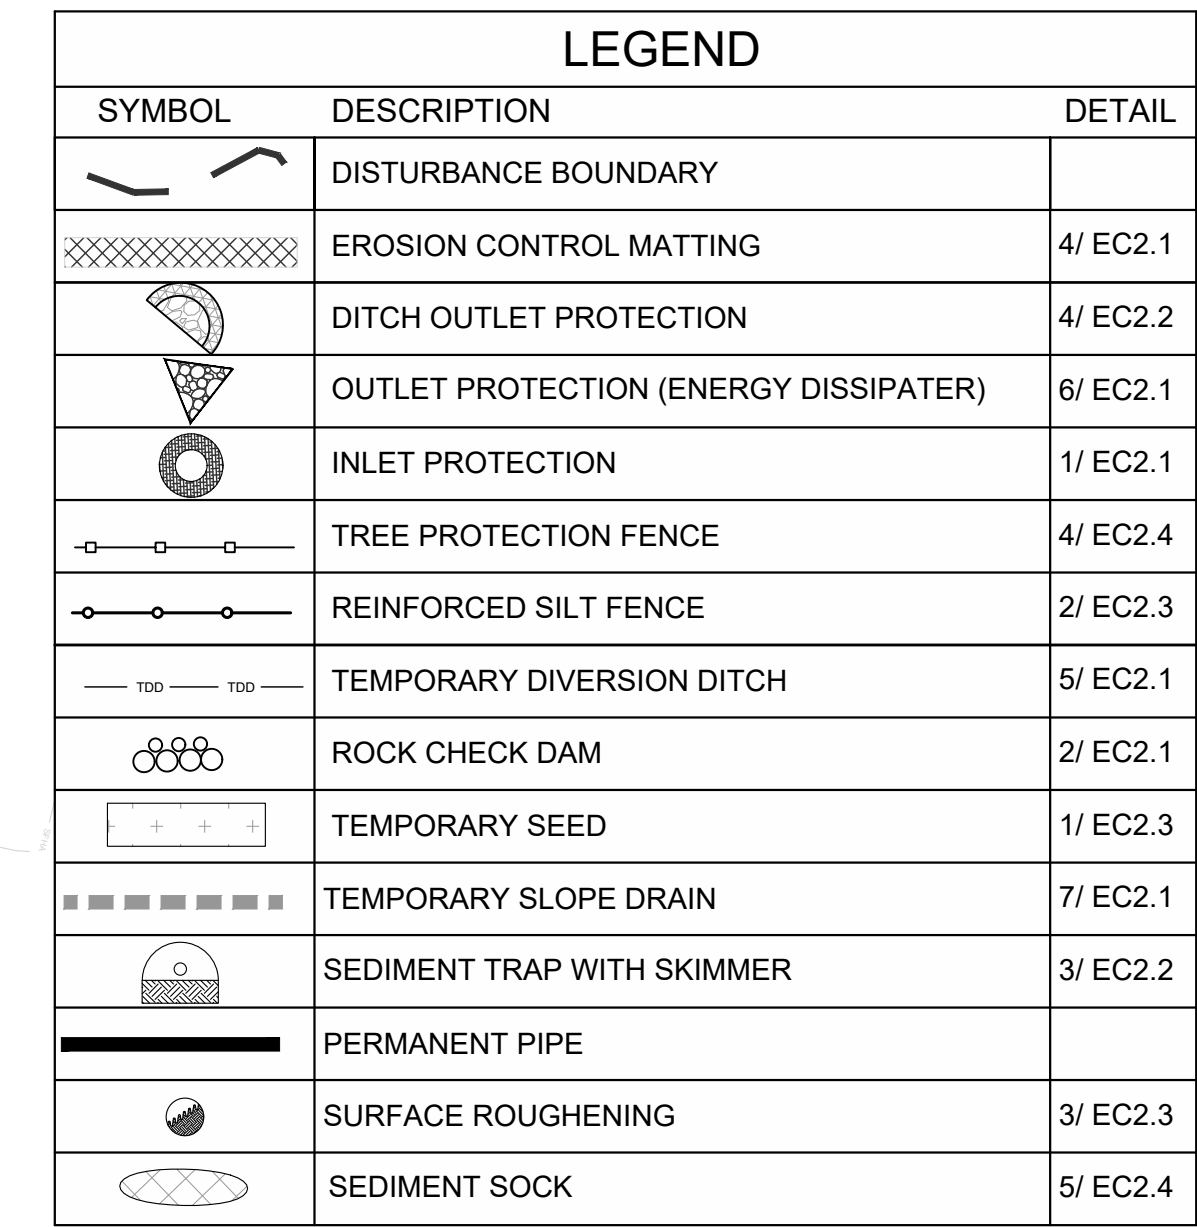 LEGEND
SYMBOL DESCRIPTION DETAIL
DISTURBANCE BOUNDARY
EROSION CONTROL MATTING 4/ EC2.1
DITCH OUTLET PROTECTION 4/ EC2.2
OUTLET PROTECTION (ENERGY DISSIPATER) 6/ EC2.1
INLET PROTECTION 1/ EC2.1
TREE PROTECTION FENCE 4/ EC2.4
REINFORCED SILT FENCE 2/ EC2.3
TDD TDD TEMPORARY DIVERSION DITCH 5/ EC2.1
ROCK CHECK DAM 2/ EC2.1
TEMPORARY SEED 1/ EC2.3
TEMPORARY SLOPE DRAIN 7/ EC2.1
SEDIMENT TRAP WITH SKIMMER 3/ EC2.2
PERMANENT PIPE
SURFACE ROUGHENING 3/ EC2.3
SEDIMENT SOCK 5/ EC2.4